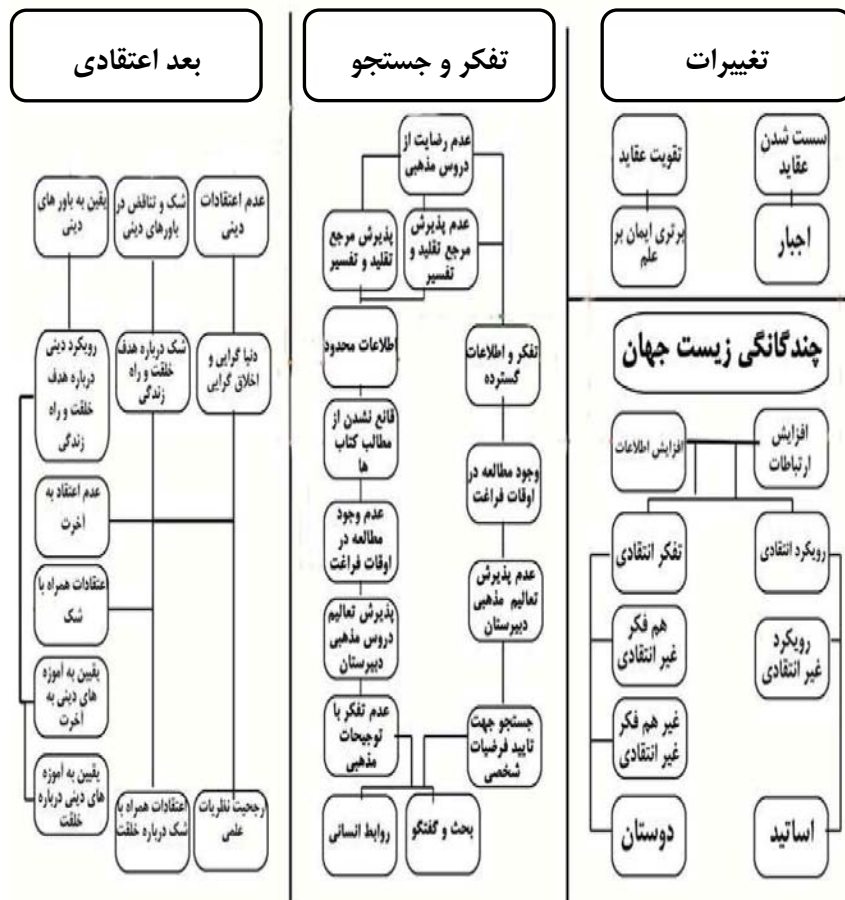 تغییرات
سست شدن
عقاید
تقویت عقاید
اجبار
برتری ایمان بر
علم
چندگانگی زیست جهان
افزایش
ارتباطات
افزایش اطلاعات
رویکرد انتقادی
تفکر انتقادی
رویکرد
غیر انتقادی
هم فکر
غیر انتقادی
غیر هم فکر
غیر انتقادی
اساتید
دوستان
تفکر و جستجو
عدم رضایت از
دروس مذهبی
عدم پذیرش
مرجع تقلید و
تفسیر
پذیرش مرجع
تقلید و تفسیر
تفکر و اطلاعات
گسترده
اطلاعات محدود
وجود مطالعه در
اوقات فراغت
قانع نشدن از
مطالب کتاب
ها
عدم پذیرش
تعالیم مذهبی
دبیرستان
عدم وجود
مطالعه در
اوقات فراغت
پذیرش تعالیم
دروس مذهبی
دبیرستان
جستجو جهت
تایید فرضیات
شخصی
عدم تفکر با
توجیحات
مذهبی
بحث و گفتگو
روابط انسانی
بعد اعتقادی
عدم اعتقادات
دینی
شک و تناقض در
باورهای دینی
یقین به باور های
دینی
دنیا گرایی و
اخلاق گرایی
شک درباره هدف
خلقت و راه
زندگی
رویکرد دینی
درباره هدف
خلقت و راه
زندگی
عدم اعتقاد به
آخرت
اعتقادات همراه با
شک
یقین به آموزه
های دینی به
آخرت
یقین به آموزه
های دینی درباره
خلقت
ارجحیت نظریات
علمی
اعتقادات همراه با
شک درباره خلقت